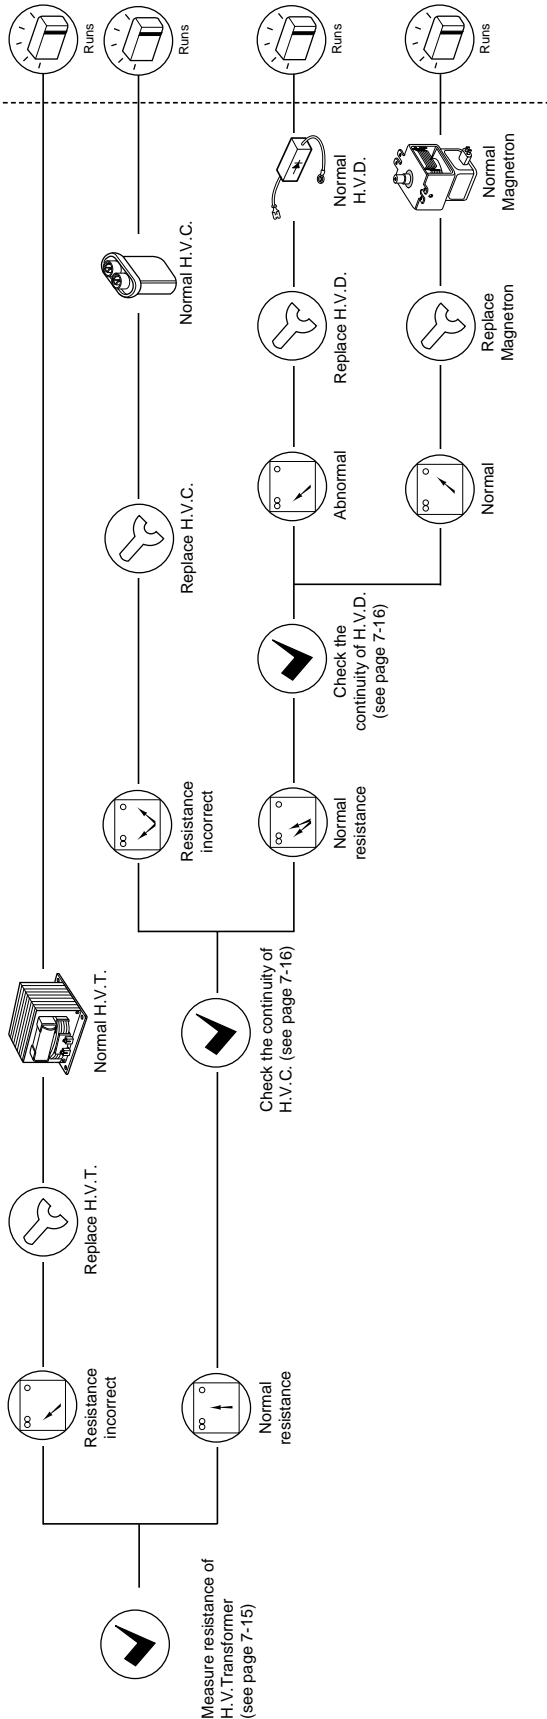 Measure resistance of
H.V.Transformer
(see page 7-15)
Resistance
incorrect
Replace H.V.T.
Normal H.V.T.
Runs
Normal
resistance
Check the continuity of
H.V.C. (see page 7-16)
Resistance
incorrect
Replace H.V.C.
Normal H.V.C.
Runs
Normal
resistance
Check the
continuity of H.V.D.
(see page 7-16)
Abnormal
Replace H.V.D.
Normal
H.V.D.
Runs
Normal
Replace
Magnetron
Normal
Magnetron
Runs